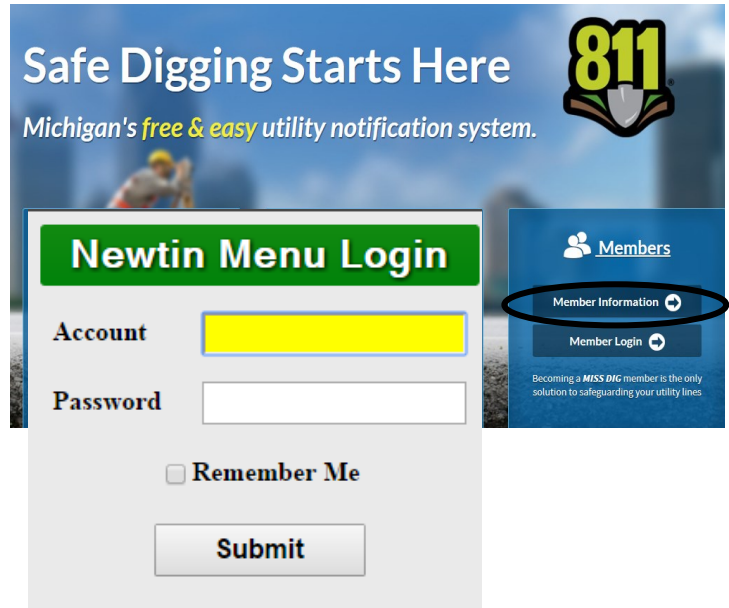 Safe Digging Starts Here
811
Michigan's free & easy utility notification system.
Newtin Menu Login
Account
Password
Remember Me
Submit
Members
Member Information
Member Login
Becoming a MISS DIG member is the only
solution to safeguarding your utility lines